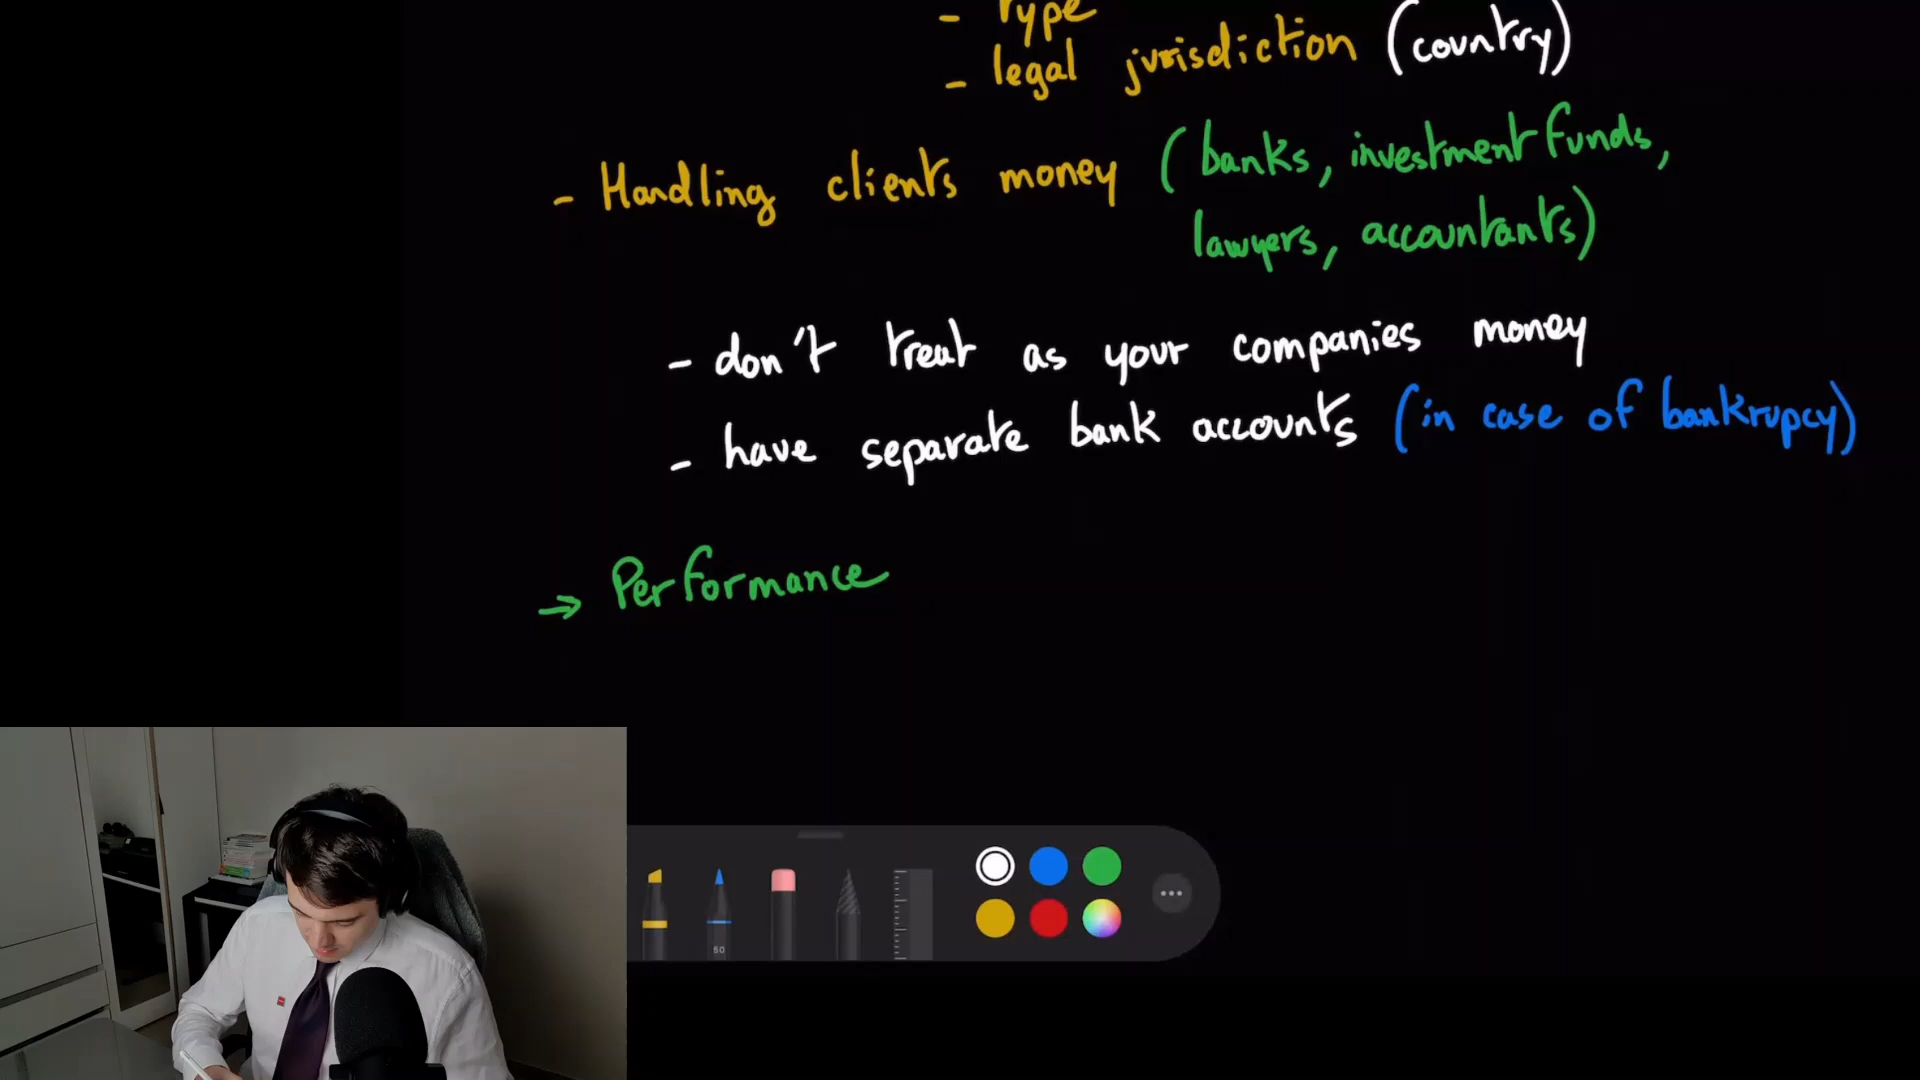 - Type
- legal jurisdiction (country)
- Handling clients money (banks, investment funds,
lawyers, accountants)
- don't treat as your companies money
- have separate bank accounts (in case of bankrupcy)
→ Performance
50